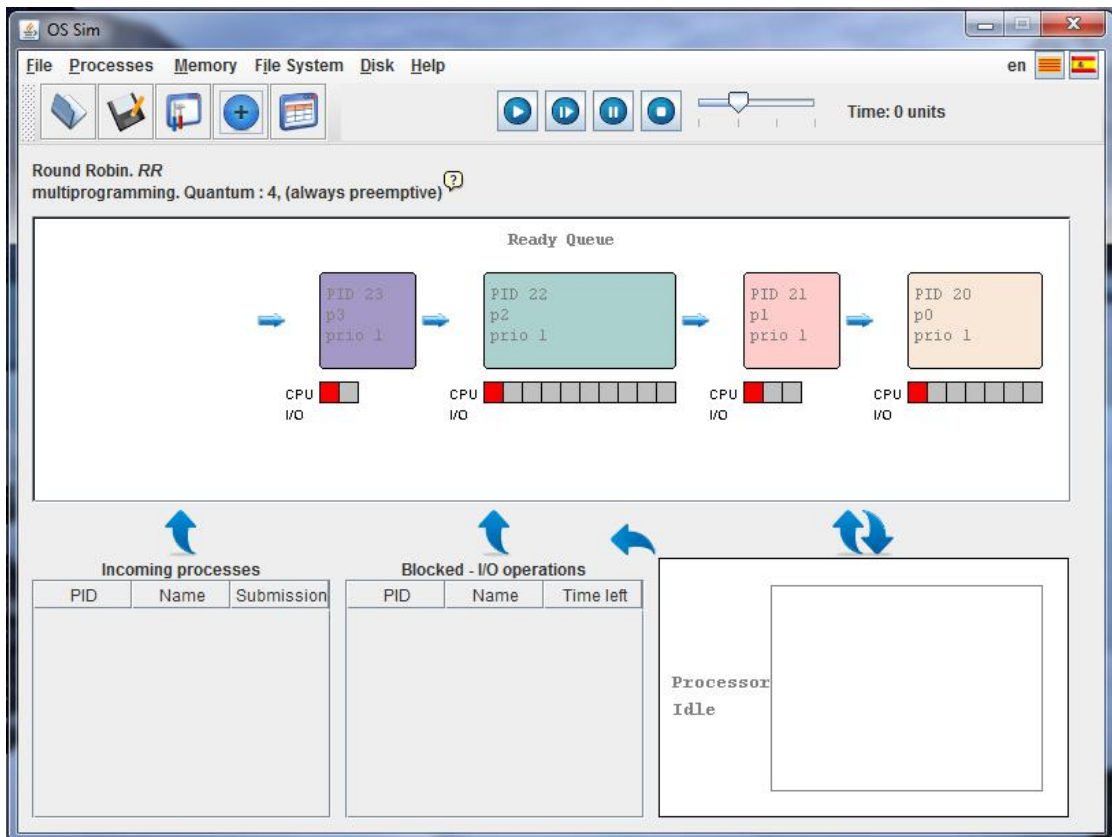 OS Sim
File Processes Memory File System Disk Help
en
Time: 0 units
Round Robin. RR
multiprogramming. Quantum : 4, (always preemptive)
?
Ready Queue
PID 23
p3
prio 1
CPU
I/O
PID 22
p2
prio 1
CPU
I/O
PID 21
p1
prio 1
CPU
I/O
PID 20
p0
prio 1
CPU
I/O
Incoming processes
PID Name Submission
Blocked - I/O operations
PID Name Time left
Processor
Idle